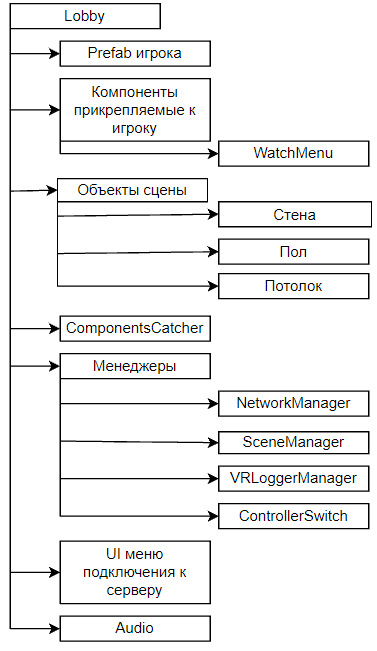 Lobby
Prefab игрока
Компоненты
прикрепляемые к
игроку
WatchMenu
Объекты сцены
Стена
Пол
Потолок
ComponentsCatcher
Менеджеры
NetworkManager
SceneManager
VRLoggerManager
ControllerSwitch
UI меню
подключения к
серверу
Audio